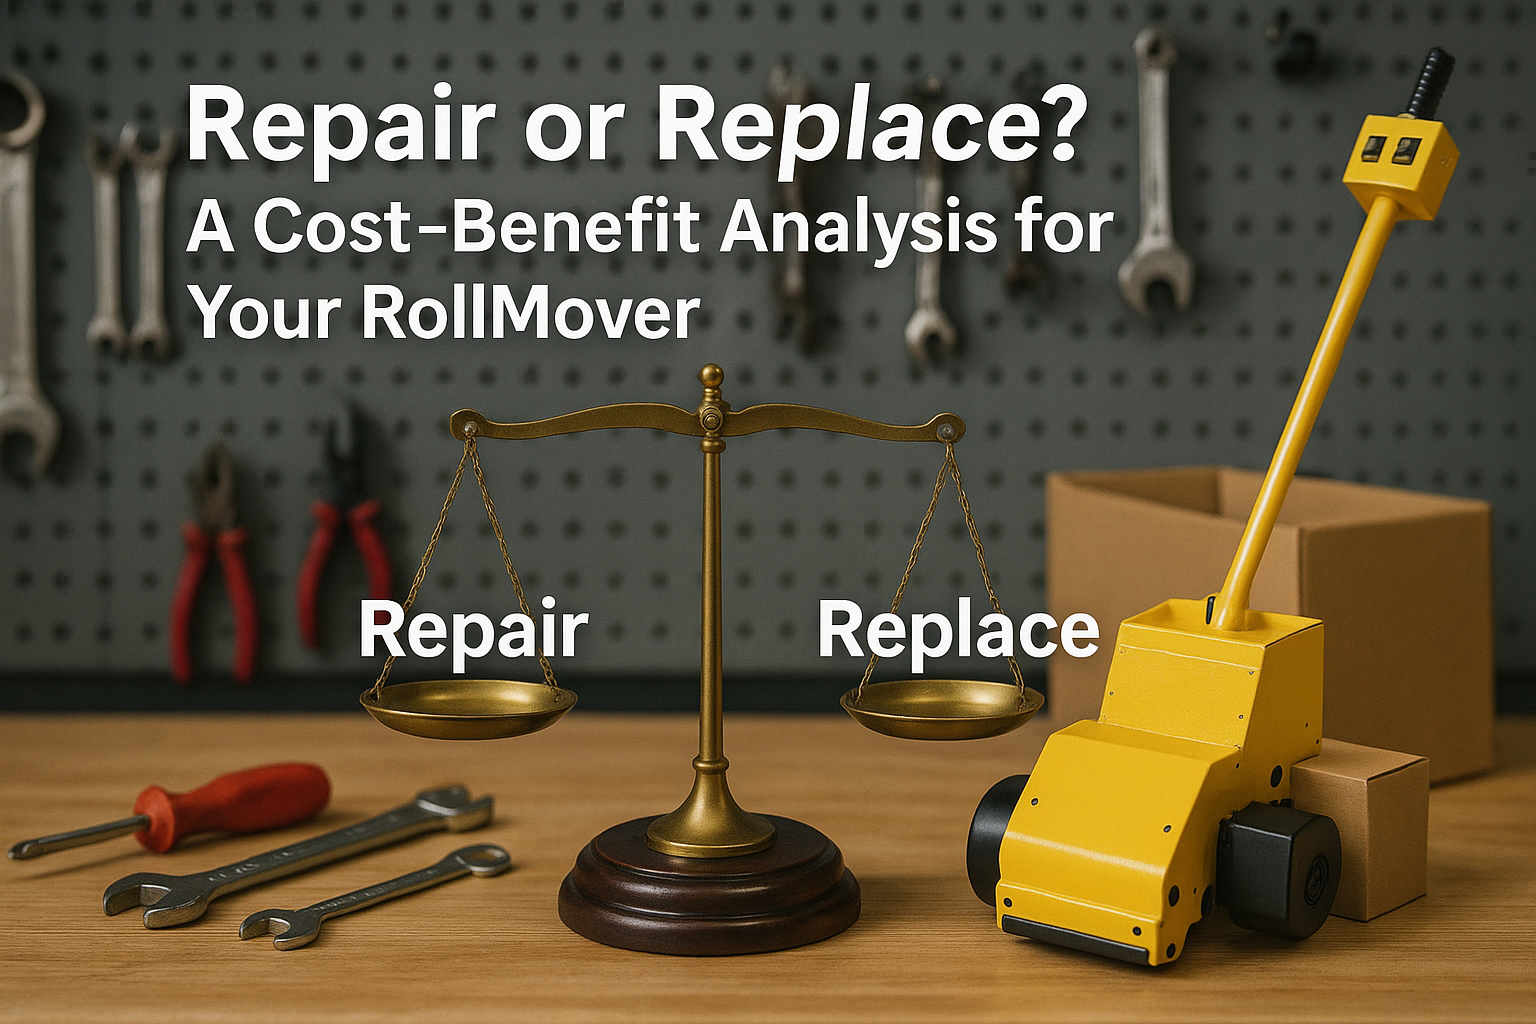 Repair or Replace?
A Cost-Benefit Analysis for
Your RollMover
Repair
Replace